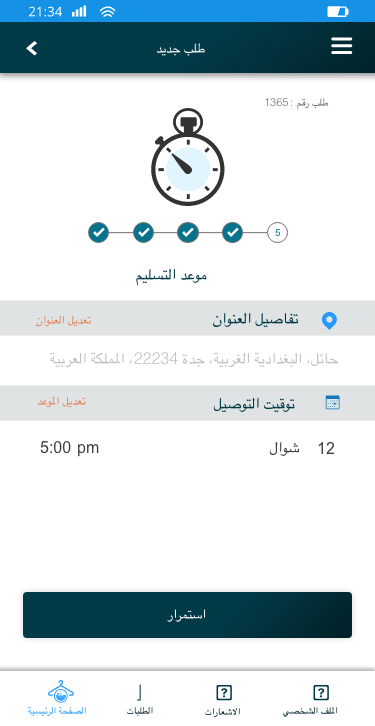 21:34
طلب جديد
طلب رقم : 1365
5
موعد التسليم
تفاصيل العنوان
تعديل العنوان
حائل، البغدادية الغربية، جدة 22234، المملكة العربية
توقيت التوصيل
تعديل الموعد
12 شوال
5:00 pm
استمرار
الملف الشخصي
الاشعارات
الطلبات
الصفحة الرئيسية